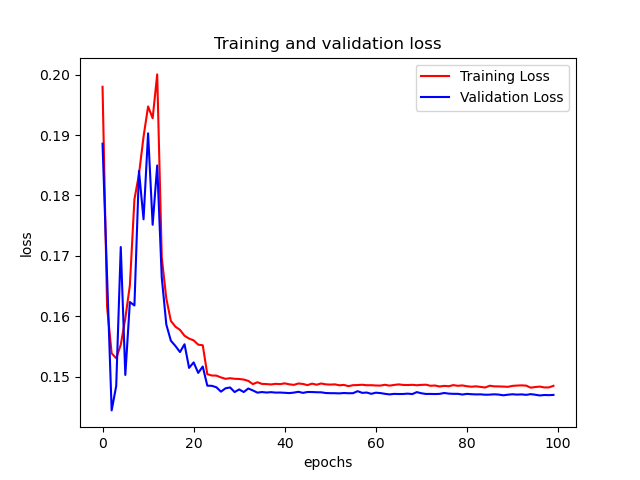 Training and validation loss
Training Loss
Validation Loss
0.20
0.19
0.18
0.17
0.16
0.15
loss
0
20
40
60
80
100
epochs